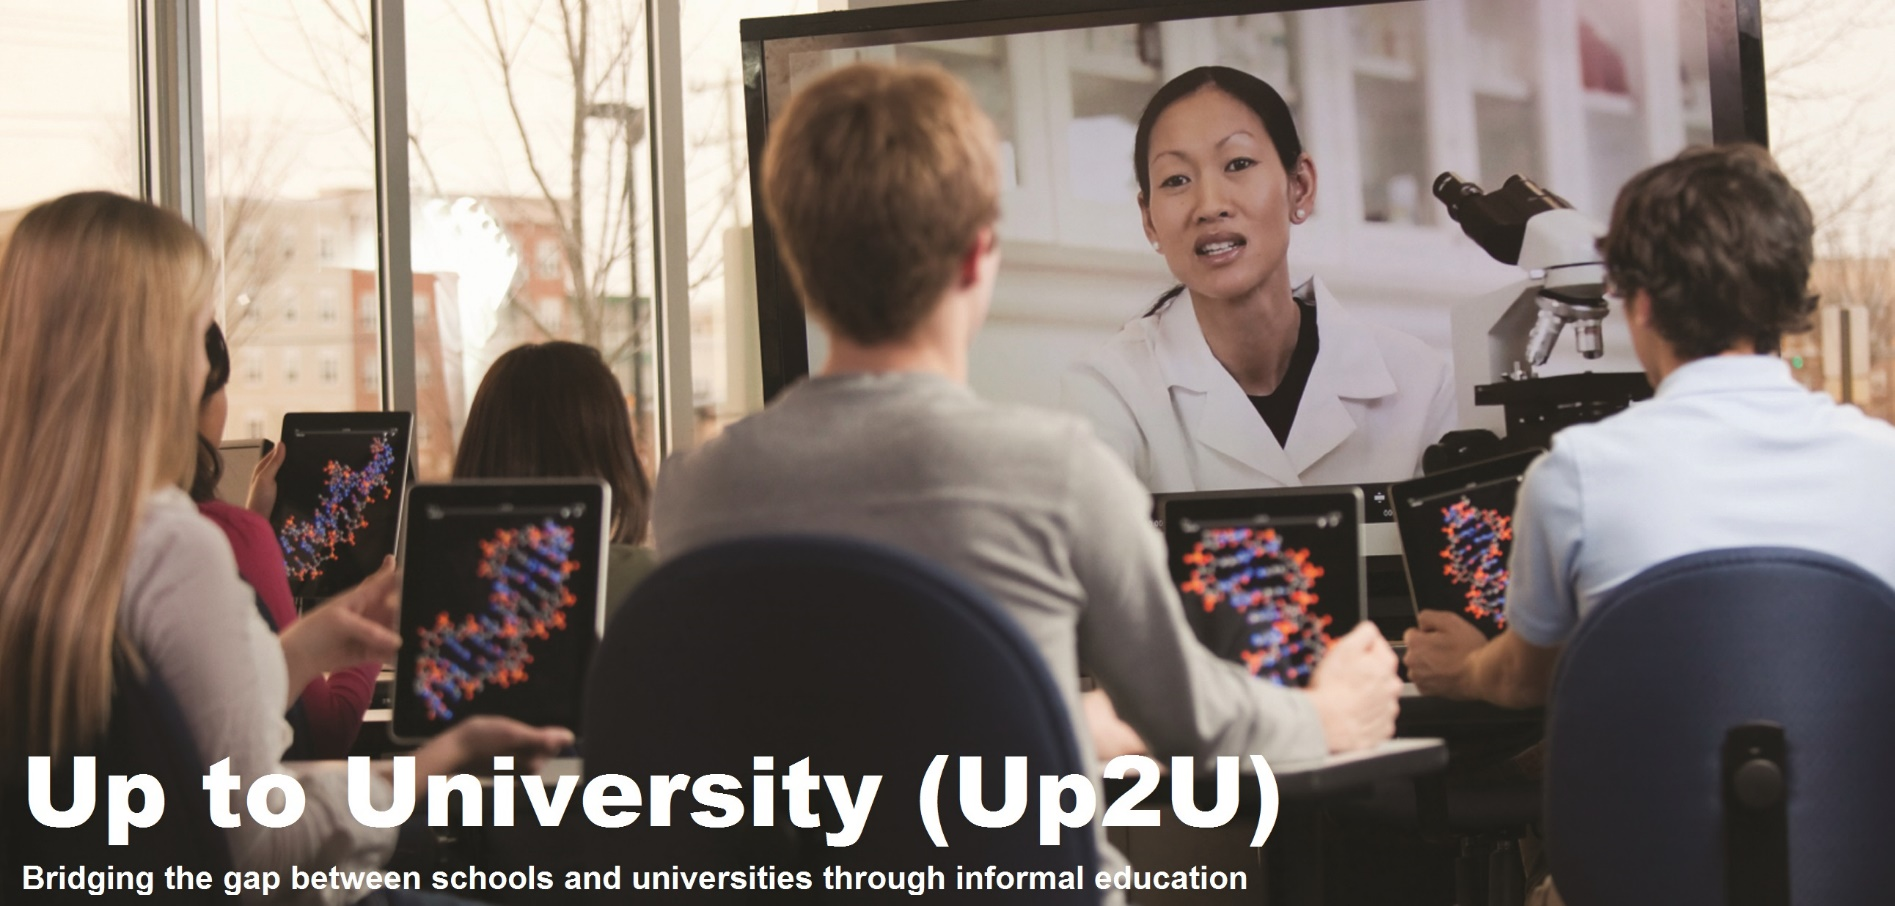 Up to University (Up2U)
Bridging the gap between schools and universities through informal education